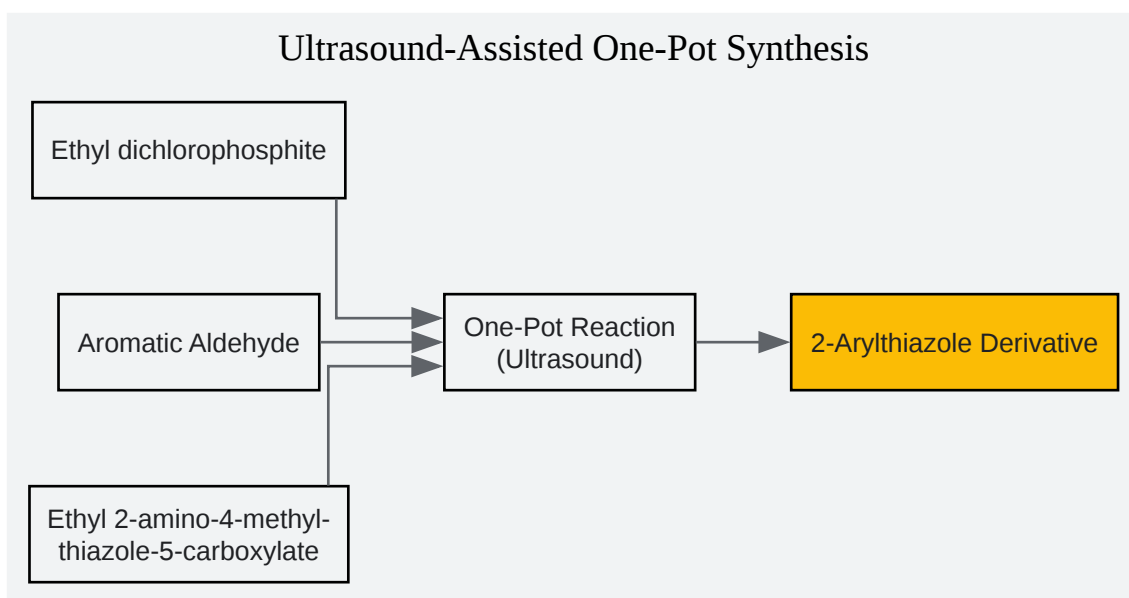 Ultrasound-Assisted One-Pot Synthesis
Ethyl dichlorophosphite
Aromatic Aldehyde
One-Pot Reaction
(Ultrasound)
2-Arylthiazole Derivative
Ethyl 2-amino-4-methyl-
thiazole-5-carboxylate